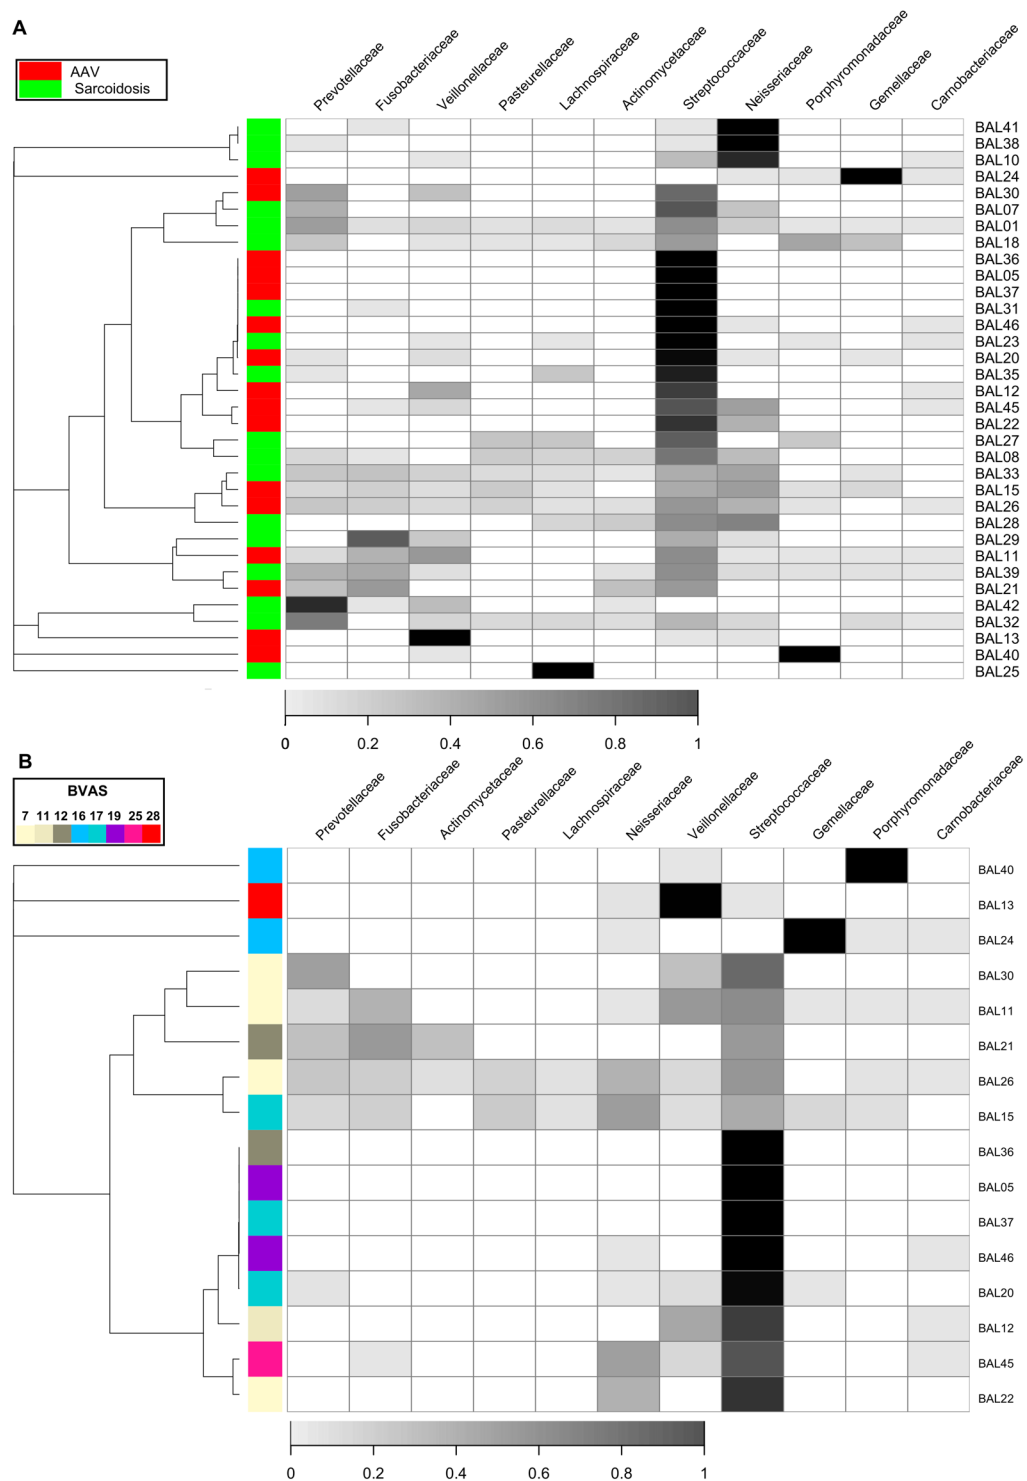 A
AAV
Sarcoidosis
Prevotellaceae
Fusobacteriaceae
Veillonellaceae
Pasturellaceae
Lachnospiraceae
Actinomycetaceae
Streptococcaceae
Neisseriaceae
Porphyromonadaceae
Gemellaceae
Carnobacteriaceae
BAL41
BAL38
BAL10
BAL24
BAL30
BAL07
BAL01
BAL18
BAL36
BAL05
BAL37
BAL31
BAL46
BAL23
BAL20
BAL35
BAL12
BAL45
BAL22
BAL27
BAL08
BAL33
BAL15
BAL26
BAL28
BAL29
BAL11
BAL39
BAL21
BAL42
BAL32
BAL13
BAL40
BAL25
0 0.2 0.4 0.6 0.8 1
B
BVAS
7 11 12 16 17 19 25 28
Prevotellaceae
Fusobacteriaceae
Actinomycetaceae
Pasteurellaceae
Lachnospiraceae
Neisseriaceae
Veillonellaceae
Streptococcaceae
Gemellaceae
Porphyromonadaceae
Carnobacteriaceae
BAL40
BAL13
BAL24
BAL30
BAL11
BAL21
BAL26
BAL15
BAL36
BAL05
BAL37
BAL46
BAL20
BAL12
BAL45
BAL22
0 0.2 0.4 0.6 0.8 1